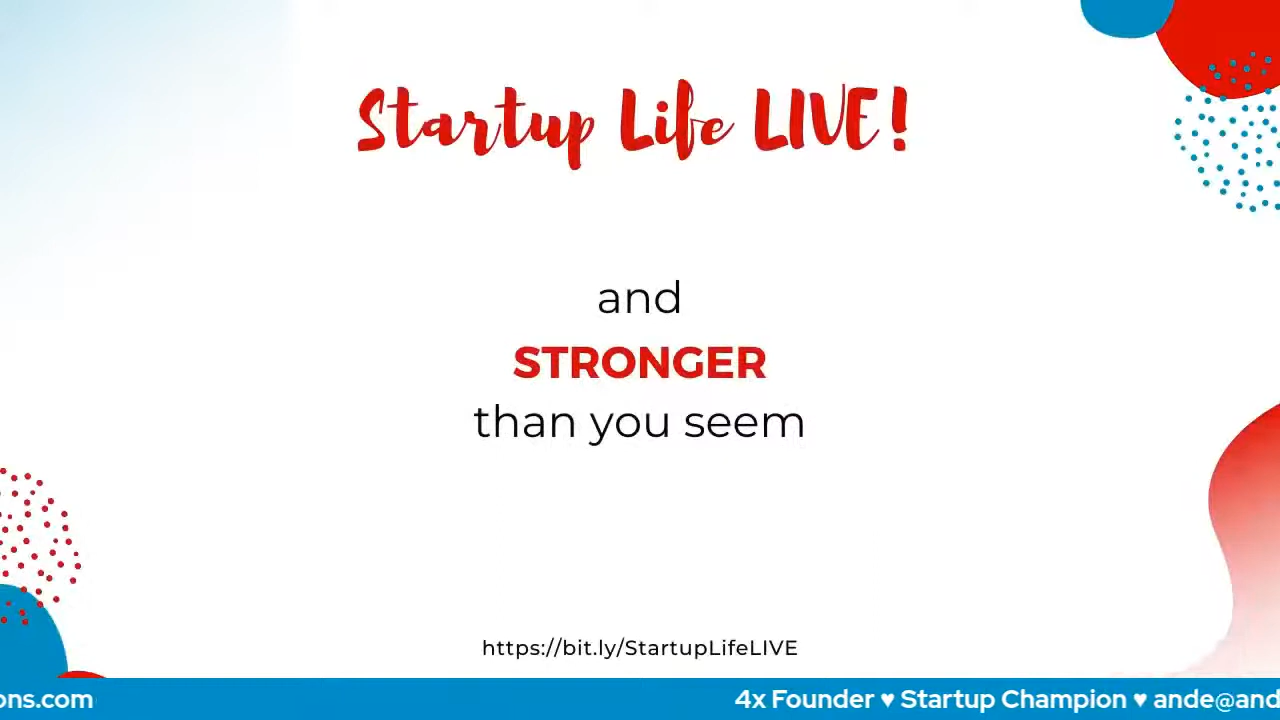 Startup Life LIVE!
and
STRONGER
than you seem
https://bit.ly/StartupLifeLIVE
ons.com 4x Founder ♥ Startup Champion ♥ ande@and